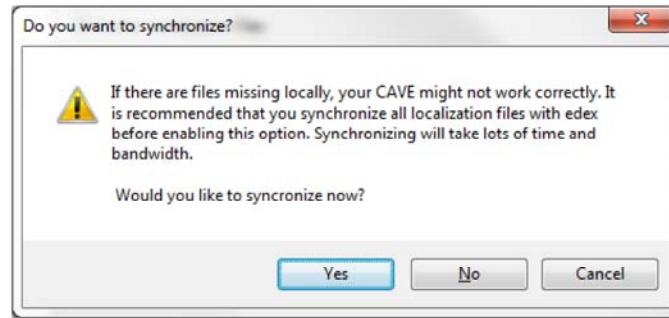 Do you want to synchronize?
If there are files missing locally, your CAVE might not work correctly. It
is recommended that you synchronize all localization files with edex
before enabling this option. Synchronizing will take lots of time and
bandwidth.
Would you like to syncronize now?
Yes No Cancel